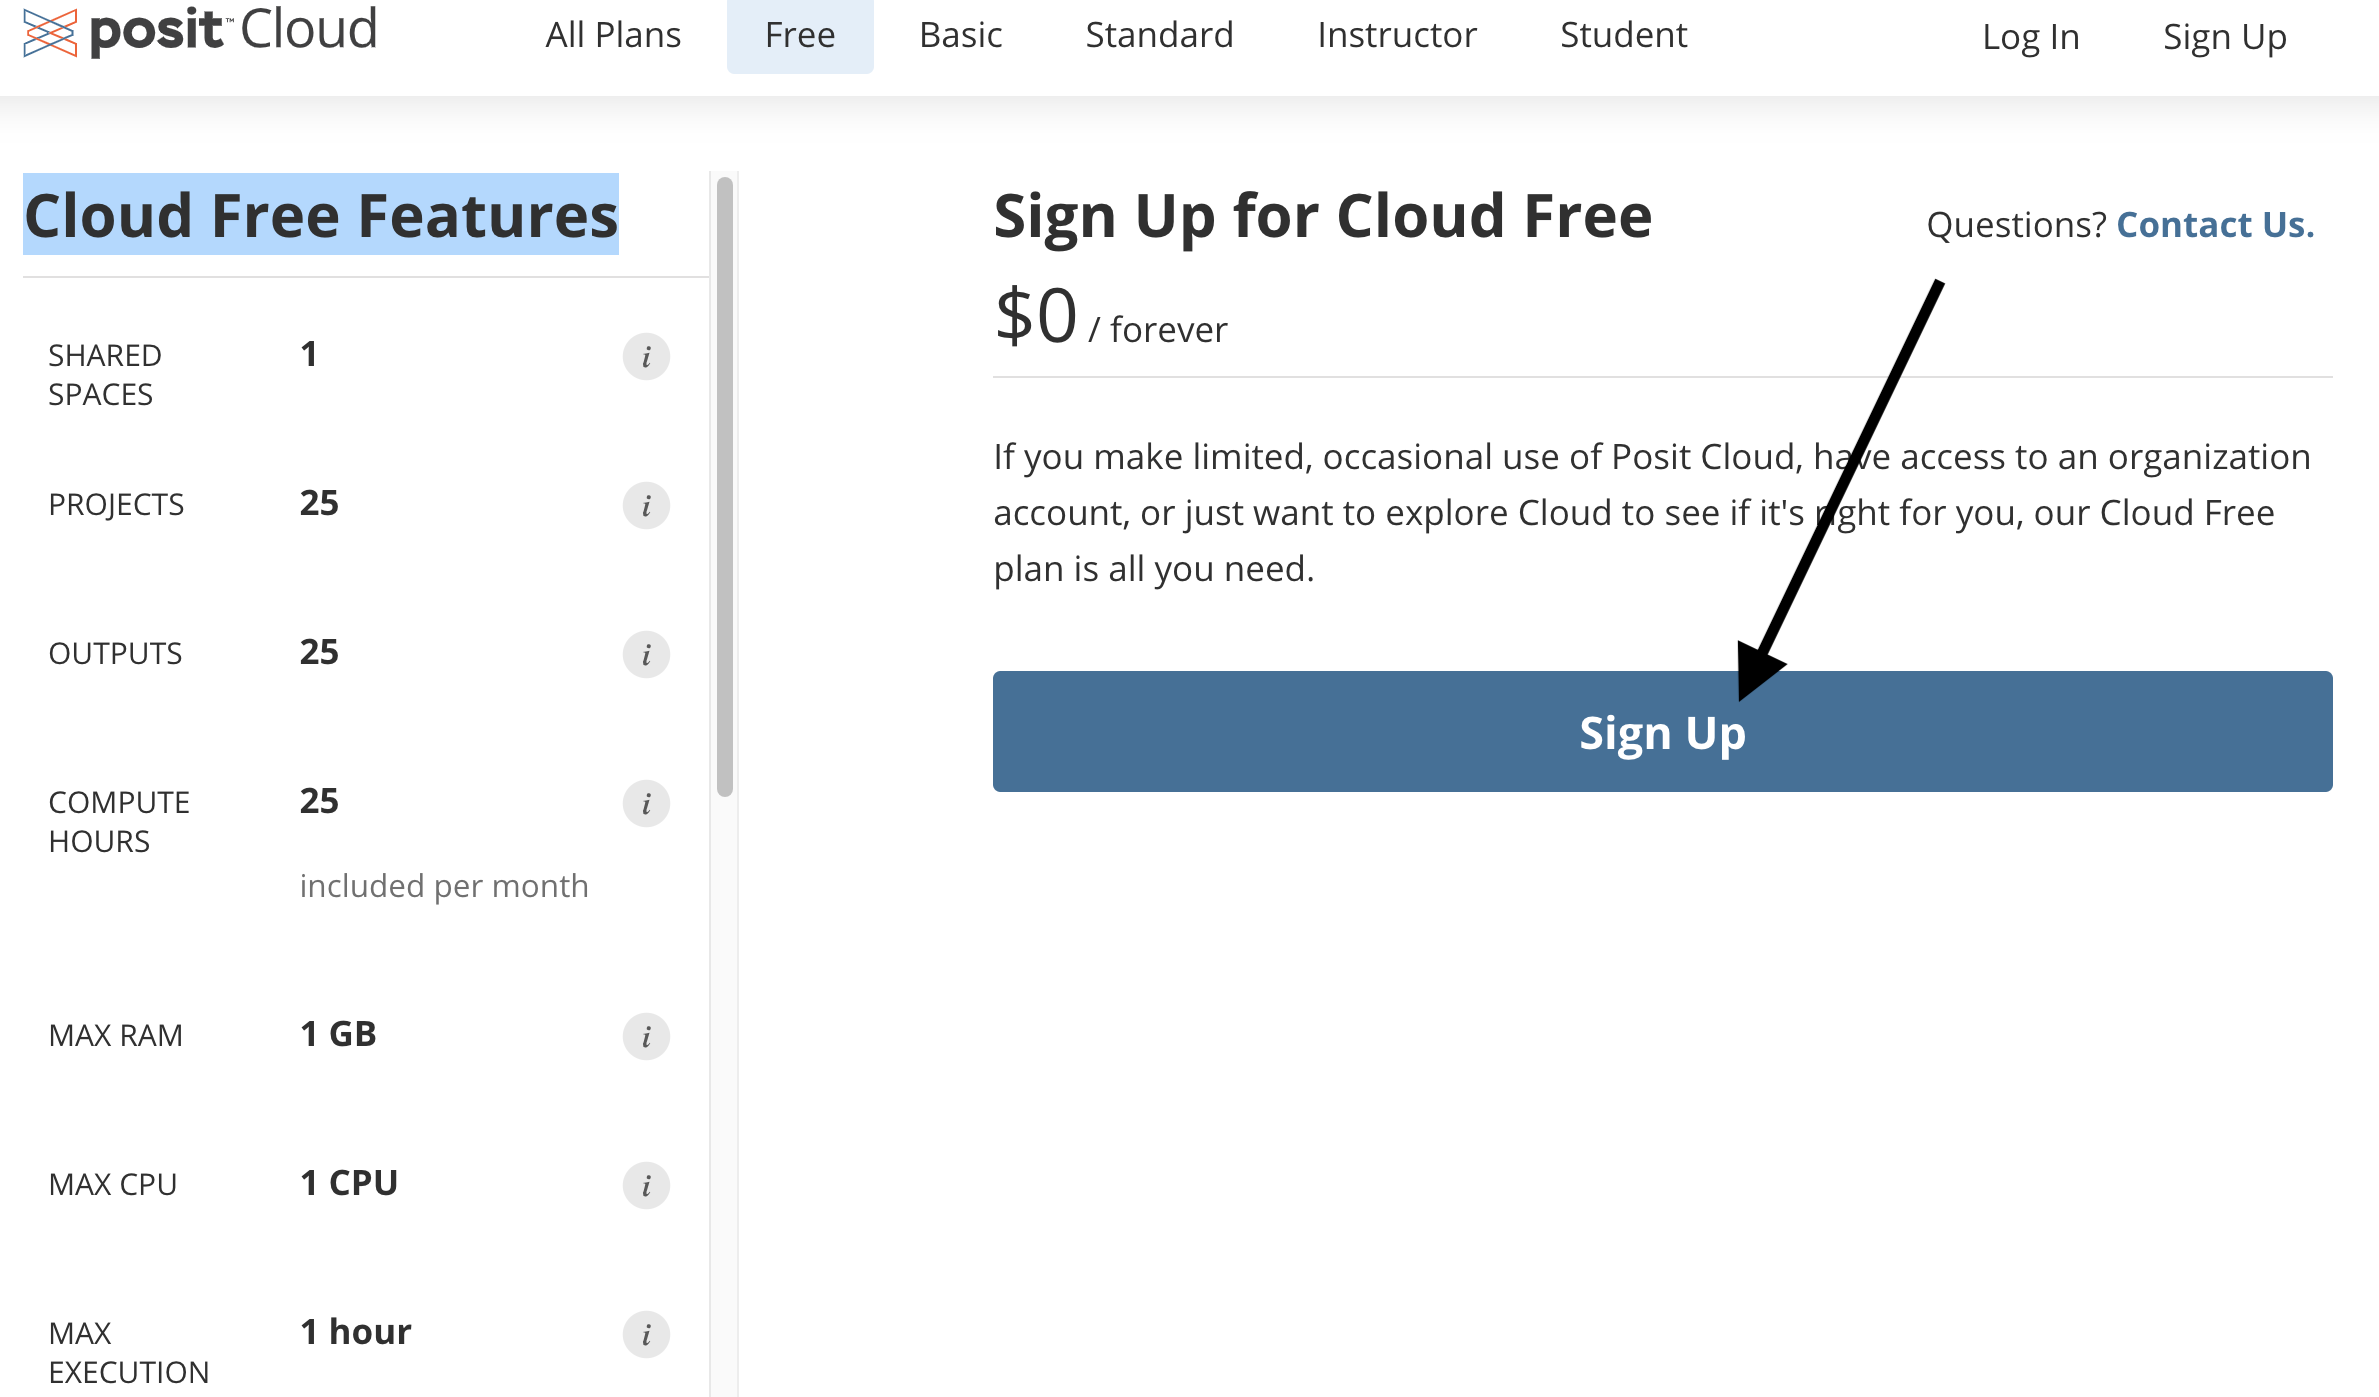 posit™ Cloud
All Plans
Free
Basic
Standard
Instructor
Student
Log In
Sign Up
Cloud Free Features
SHARED
SPACES
1
i
PROJECTS
25
i
OUTPUTS
25
i
COMPUTE
HOURS
25
included per month
i
MAX RAM
1 GB
i
MAX CPU
1 CPU
i
MAX
EXECUTION
1 hour
i
Sign Up for Cloud Free
Questions? Contact Us.
$0 / forever
If you make limited, occasional use of Posit Cloud, have access to an organization
account, or just want to explore Cloud to see if it's right for you, our Cloud Free
plan is all you need.
Sign Up